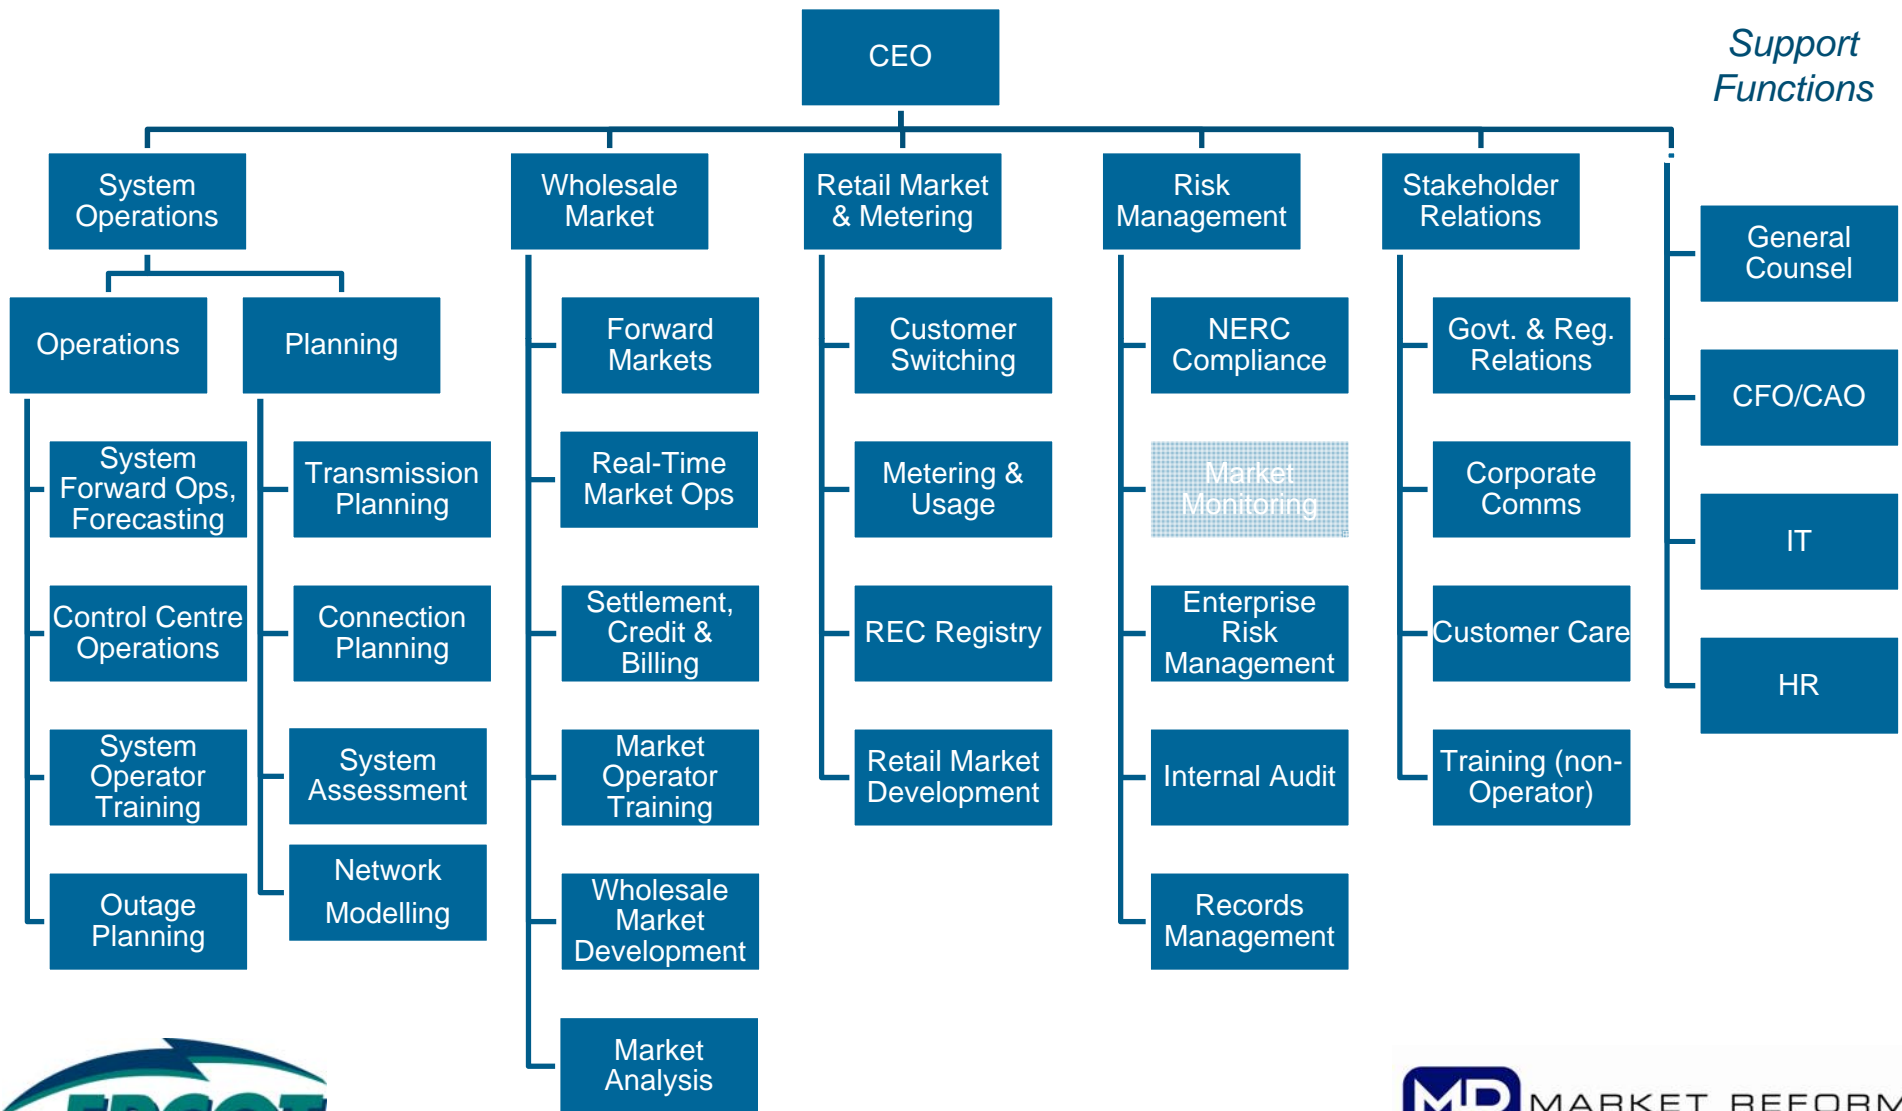 CEO
Support
Functions
System
Operations
Wholesale
Market
Retail Market
& Metering
Risk
Management
Stakeholder
Relations
General
Counsel
CFO/CAO
IT
HR
Operations
Planning
System
Forward Ops,
Forecasting
Control Centre
Operations
System
Operator
Training
Outage
Planning
Transmission
Planning
Connection
Planning
System
Assessment
Network
Modelling
Forward
Markets
Real-Time
Market Ops
Settlement,
Credit &
Billing
Market
Operator
Training
Wholesale
Market
Development
Market
Analysis
Customer
Switching
Metering &
Usage
REC Registry
Retail Market
Development
NERC
Compliance
Market
Monitoring
Enterprise
Risk
Management
Internal Audit
Records
Management
Govt. & Reg.
Relations
Corporate
Comms
Customer Care
Training (non-
Operator)
ERCOT
MR MARKET REFORM